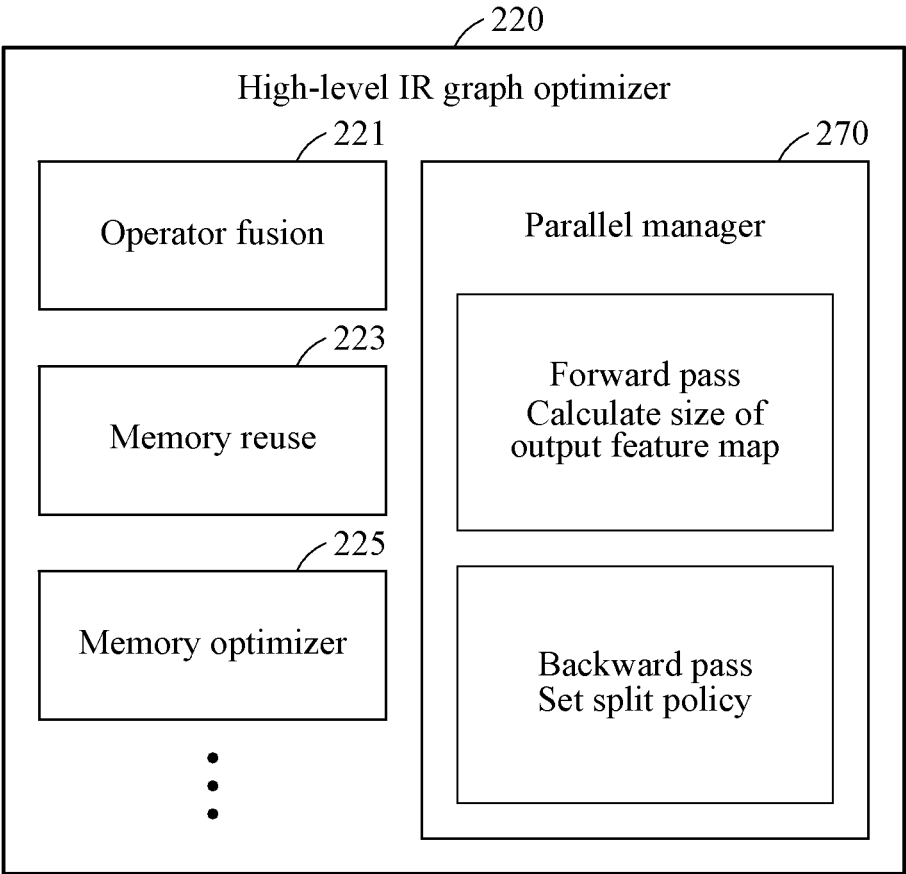 220
High-level IR graph optimizer
221
Operator fusion
223
Memory reuse
225
Memory optimizer
270
Parallel manager
Forward pass
Calculate size of
output feature map
Backward pass
Set split policy